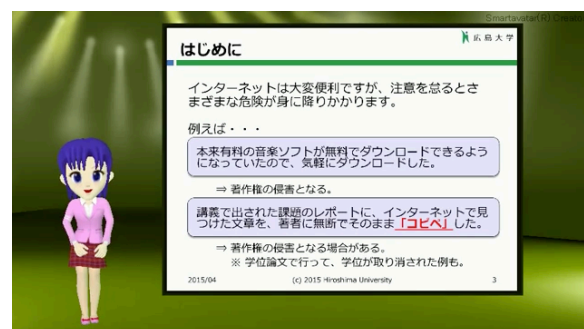 Smartavatar(R) Creato
はじめに
広島大学
インターネットは大変便利ですが、注意を怠るとさ
まざまな危険が身に降りかかります。
例えば・・・
本来有料の音楽ソフトが無料でダウンロードできるよう
になっていたので、気軽にダウンロードした。
⇒ 著作権の侵害となる。
講義で出された課題のレポートに、インターネットで見
つけた文章を、著者に無断でそのまま「コピペ」した。
⇒ 著作権の侵害となる場合がある。
※ 学位論文で行って、学位が取り消された例も。
2015/04 (c) 2015 Hiroshima University 3